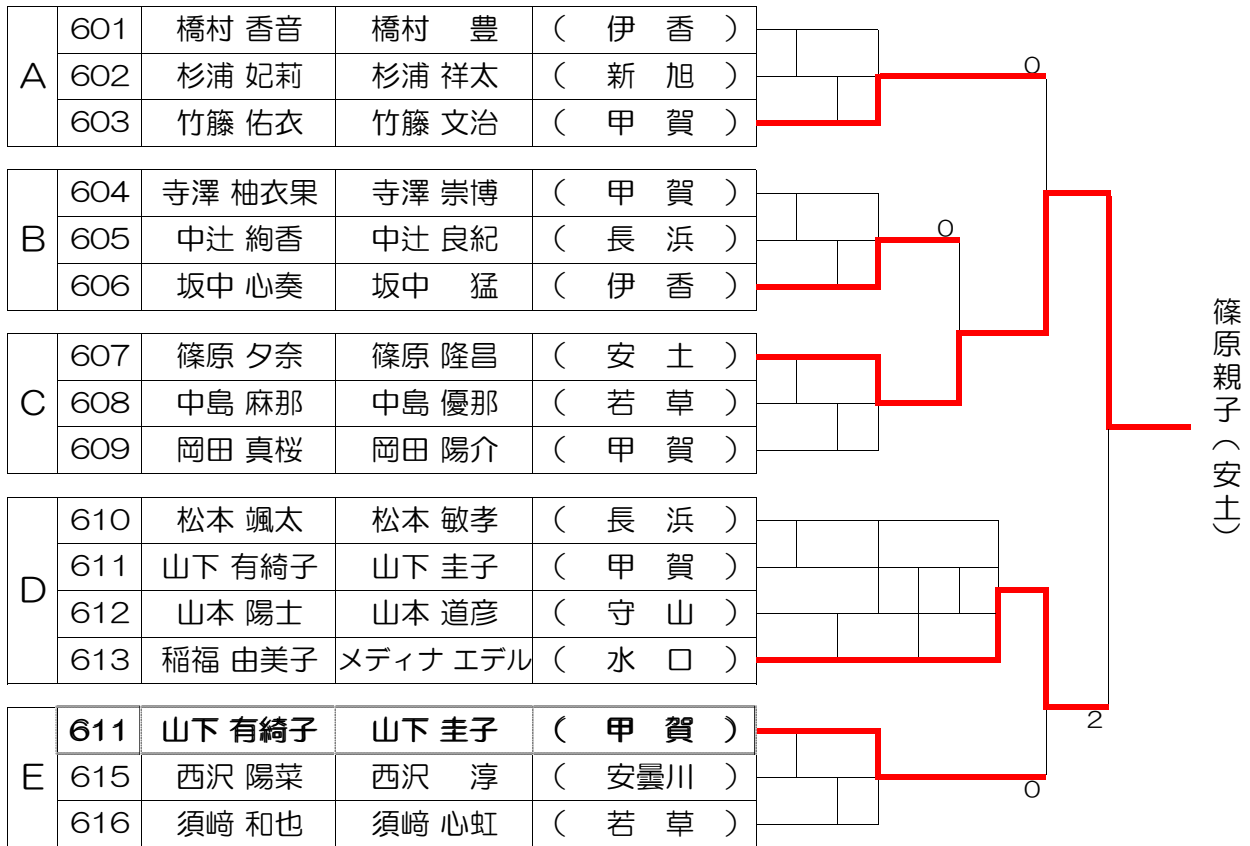 601 橋村 香音 橋村 豊 ( 伊 香 )
A 602 杉浦 妃莉 杉浦 祥太 ( 新 旭 ) 0
603 竹藤 佑衣 竹藤 文治 ( 甲 賀 )
604 寺澤 柚衣果 寺澤 崇博 ( 甲 賀 )
B 605 中辻 絢香 中辻 良紀 ( 長 浜 ) 0
606 坂中 心奏 坂中 猛 ( 伊 香 )
607 篠原 夕奈 篠原 隆昌 ( 安 土 )
C 608 中島 麻那 中島 優那 ( 若 草 )
609 岡田 真桜 岡田 陽介 ( 甲 賀 )
篠原親子(安土)
610 松本 颯太 松本 敏孝 ( 長 浜 )
D 611 山下 有綺子 山下 圭子 ( 甲 賀 )
612 山本 陽士 山本 道彦 ( 守 山 )
613 稲福 由美子 メディナ エデル ( 水 口 )
611 山下 有綺子 山下 圭子 ( 甲 賀 ) 2
E 615 西沢 陽菜 西沢 淳 ( 安曇川 ) 0
616 須﨑 和也 須﨑 心虹 ( 若 草 )